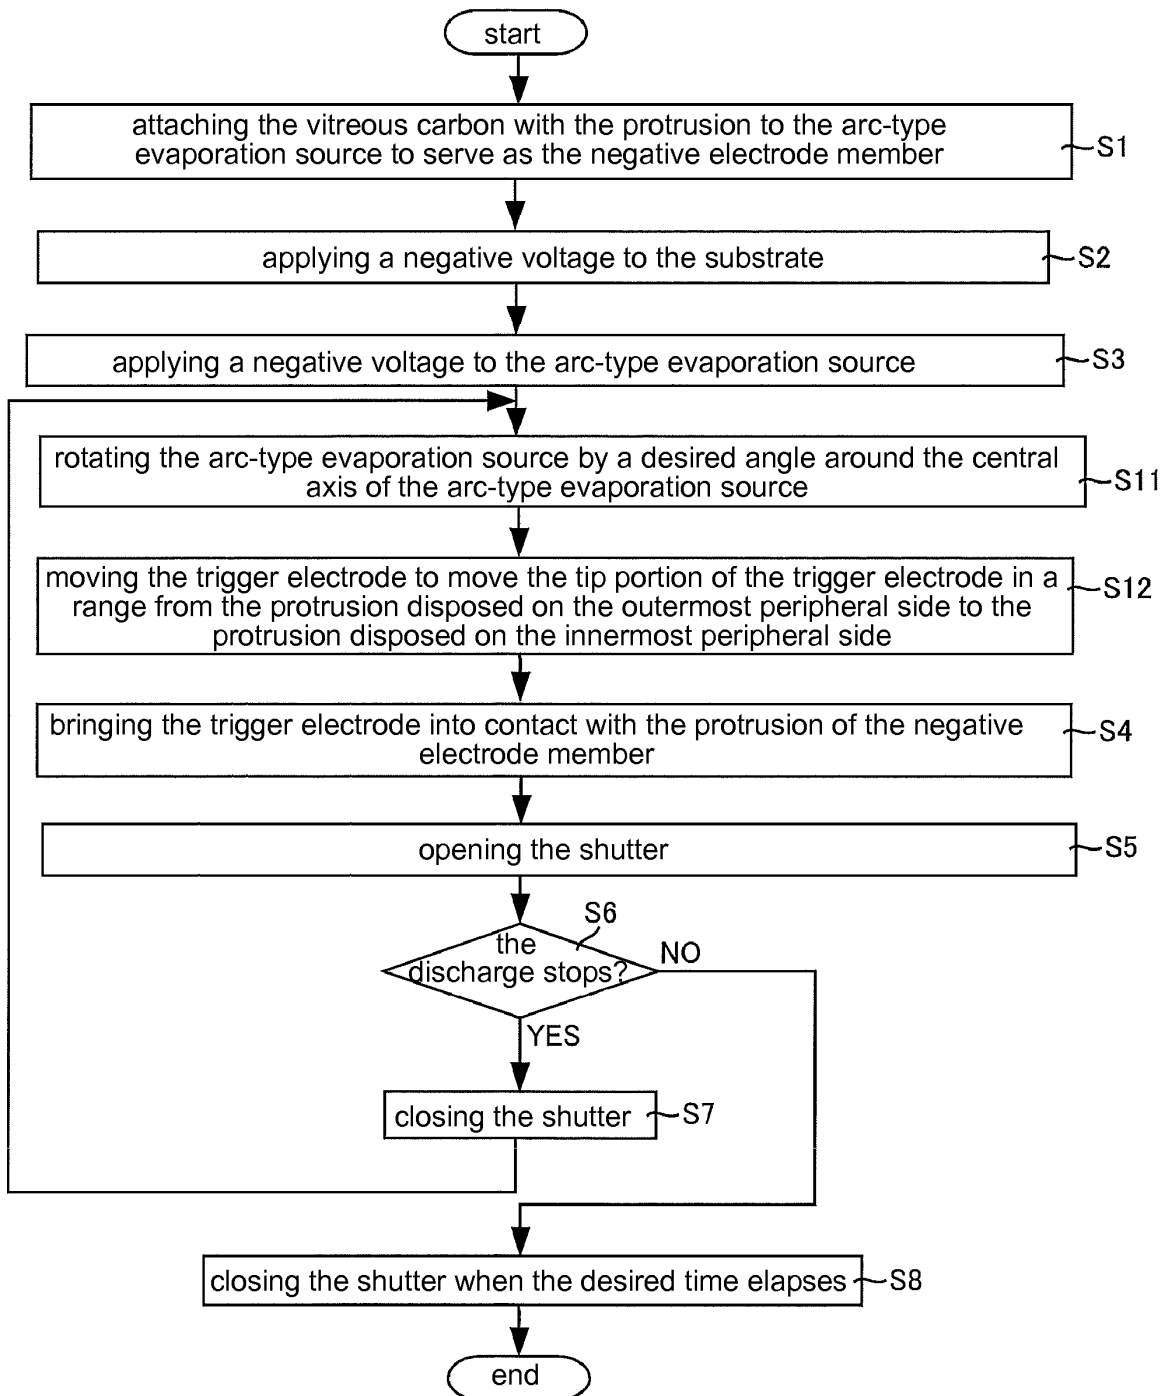 start
attaching the vitreous carbon with the protrusion to the arc-type
evaporation source to serve as the negative electrode member
S1
applying a negative voltage to the substrate
S2
applying a negative voltage to the arc-type evaporation source
S3
rotating the arc-type evaporation source by a desired angle around the central
axis of the arc-type evaporation source
S11
moving the trigger electrode to move the tip portion of the trigger electrode in a
range from the protrusion disposed on the outermost peripheral side to the
protrusion disposed on the innermost peripheral side
S12
bringing the trigger electrode into contact with the protrusion of the negative
electrode member
S4
opening the shutter
S5
S6
the
discharge stops?
NO
YES
closing the shutter
S7
closing the shutter when the desired time elapses
S8
end